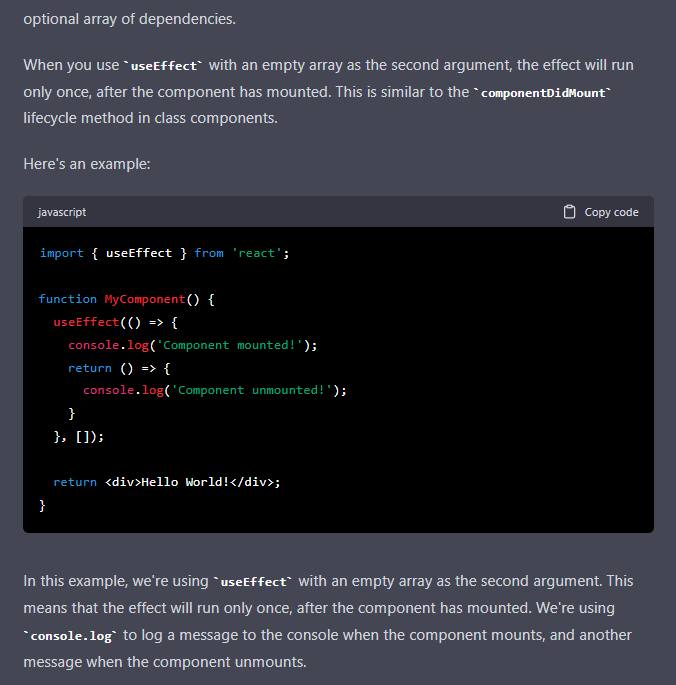 optional array of dependencies.
When you use `useEffect` with an empty array as the second argument, the effect will run
only once, after the component has mounted. This is similar to the `componentDidMount`
lifecycle method in class components.
Here's an example:
javascript
Copy code
import { useEffect } from 'react';
function MyComponent() {
  useEffect(() => {
    console.log('Component mounted!');
    return () => {
      console.log('Component unmounted!');
    }
  }, []);
  return <div>Hello World!</div>;
}
In this example, we're using `useEffect` with an empty array as the second argument. This
means that the effect will run only once, after the component has mounted. We're using
`console.log` to log a message to the console when the component mounts, and another
message when the component unmounts.